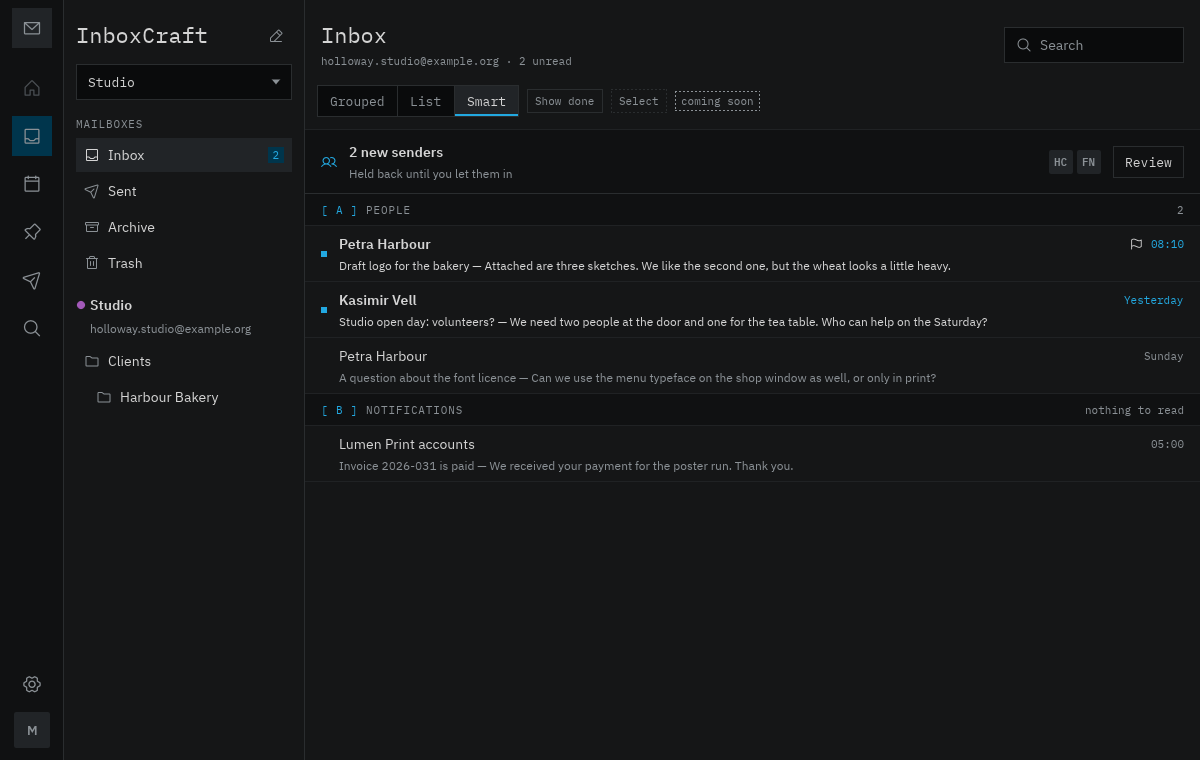 InboxCraft
Studio
MAILBOXES
Inbox 2
Sent
Archive
Trash
Studio
holloway.studio@example.org
Clients
Harbour Bakery
M
Inbox
holloway.studio@example.org · 2 unread
Search
Grouped List Smart Show done Select coming soon
2 new senders
Held back until you let them in
HC FN Review
[ A ] PEOPLE 2
Petra Harbour 08:10
Draft logo for the bakery — Attached are three sketches. We like the second one, but the wheat looks a little heavy.
Kasimir Vell Yesterday
Studio open day: volunteers? — We need two people at the door and one for the tea table. Who can help on the Saturday?
Petra Harbour Sunday
A question about the font licence — Can we use the menu typeface on the shop window as well, or only in print?
[ B ] NOTIFICATIONS nothing to read
Lumen Print accounts 05:00
Invoice 2026-031 is paid — We received your payment for the poster run. Thank you.